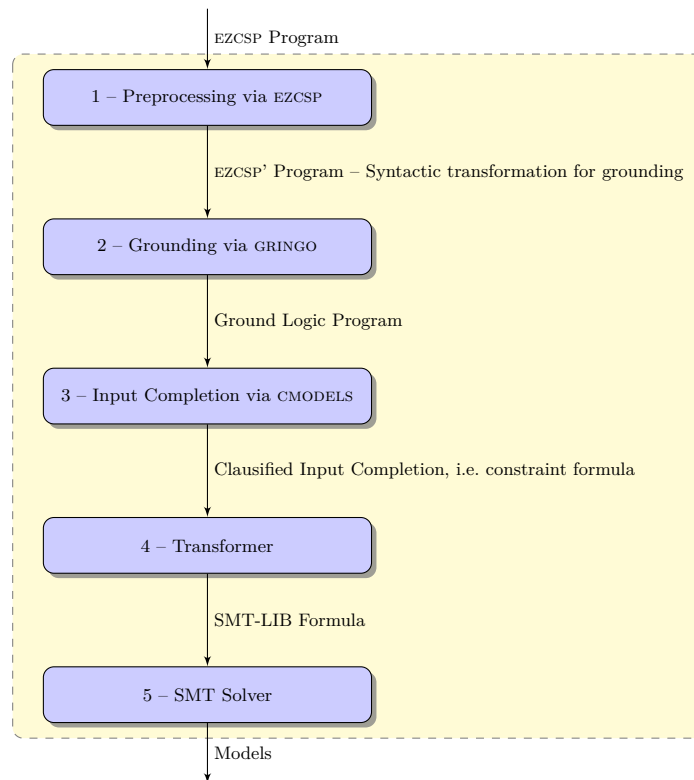 EZCSP Program
1 – Preprocessing via EZCSP
EZCSP' Program – Syntactic transformation for grounding
2 – Grounding via GRINGO
Ground Logic Program
3 – Input Completion via CMODELS
Clausified Input Completion, i.e. constraint formula
4 – Transformer
SMT-LIB Formula
5 – SMT Solver
Models